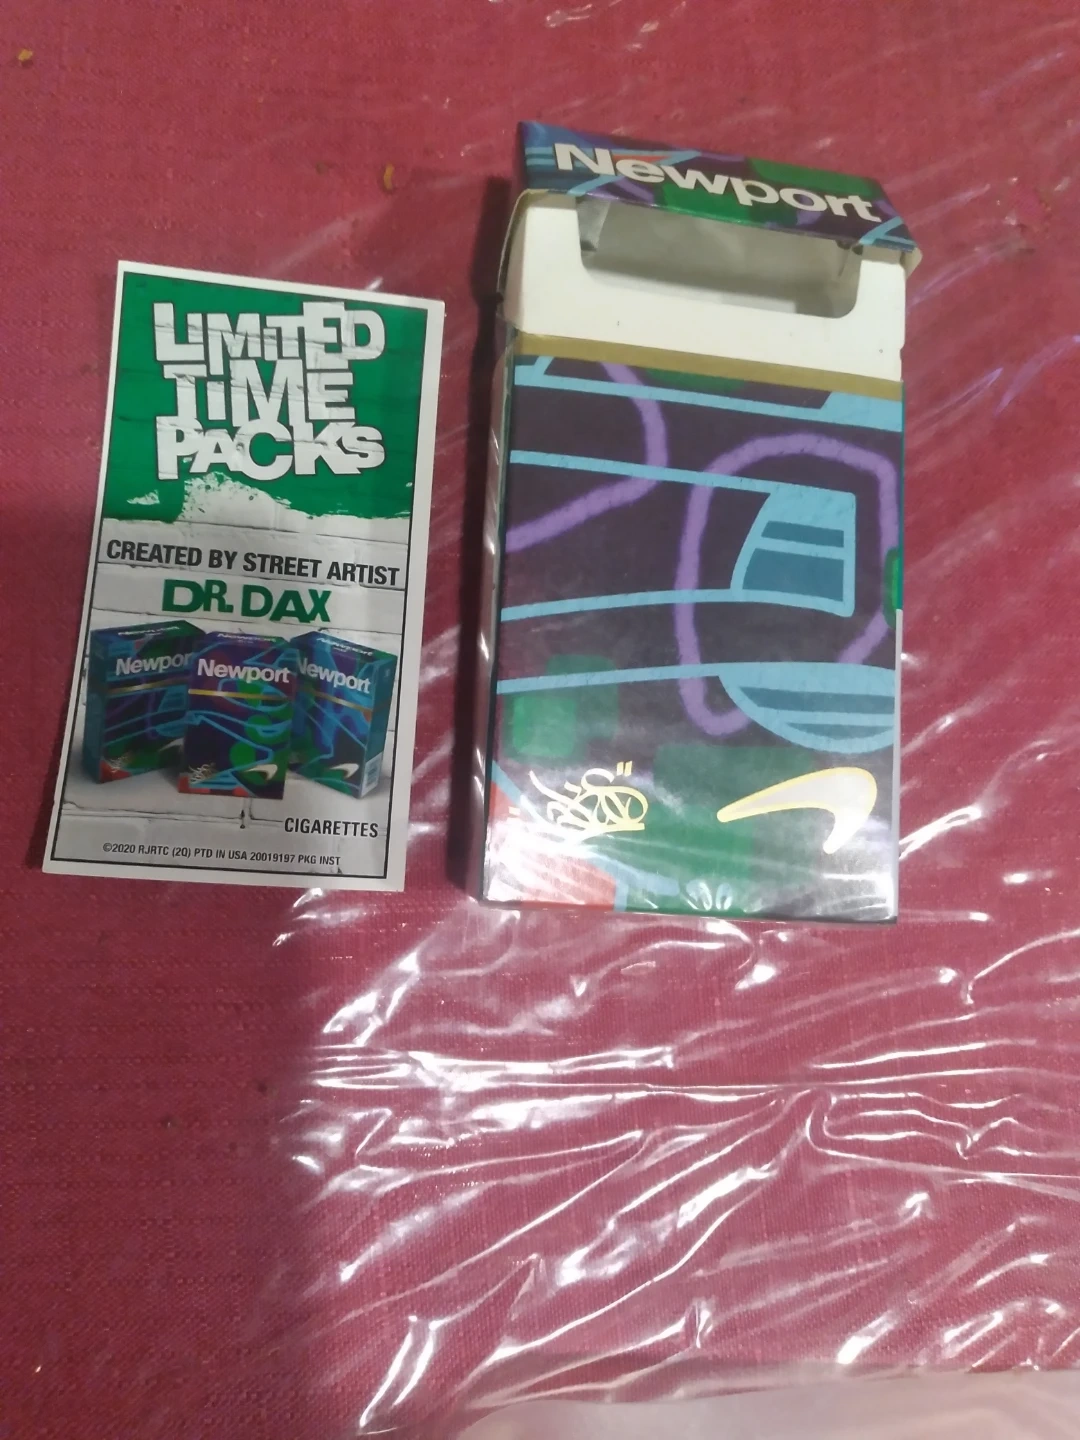 LIMITED
TIME
PACKS
CREATED BY STREET ARTIST
DR. DAX
Newpor
Newport
Newport
CIGARETTES
©2020 RJRTC (2Q) PTD IN USA 20019197 PKG INST
Newport